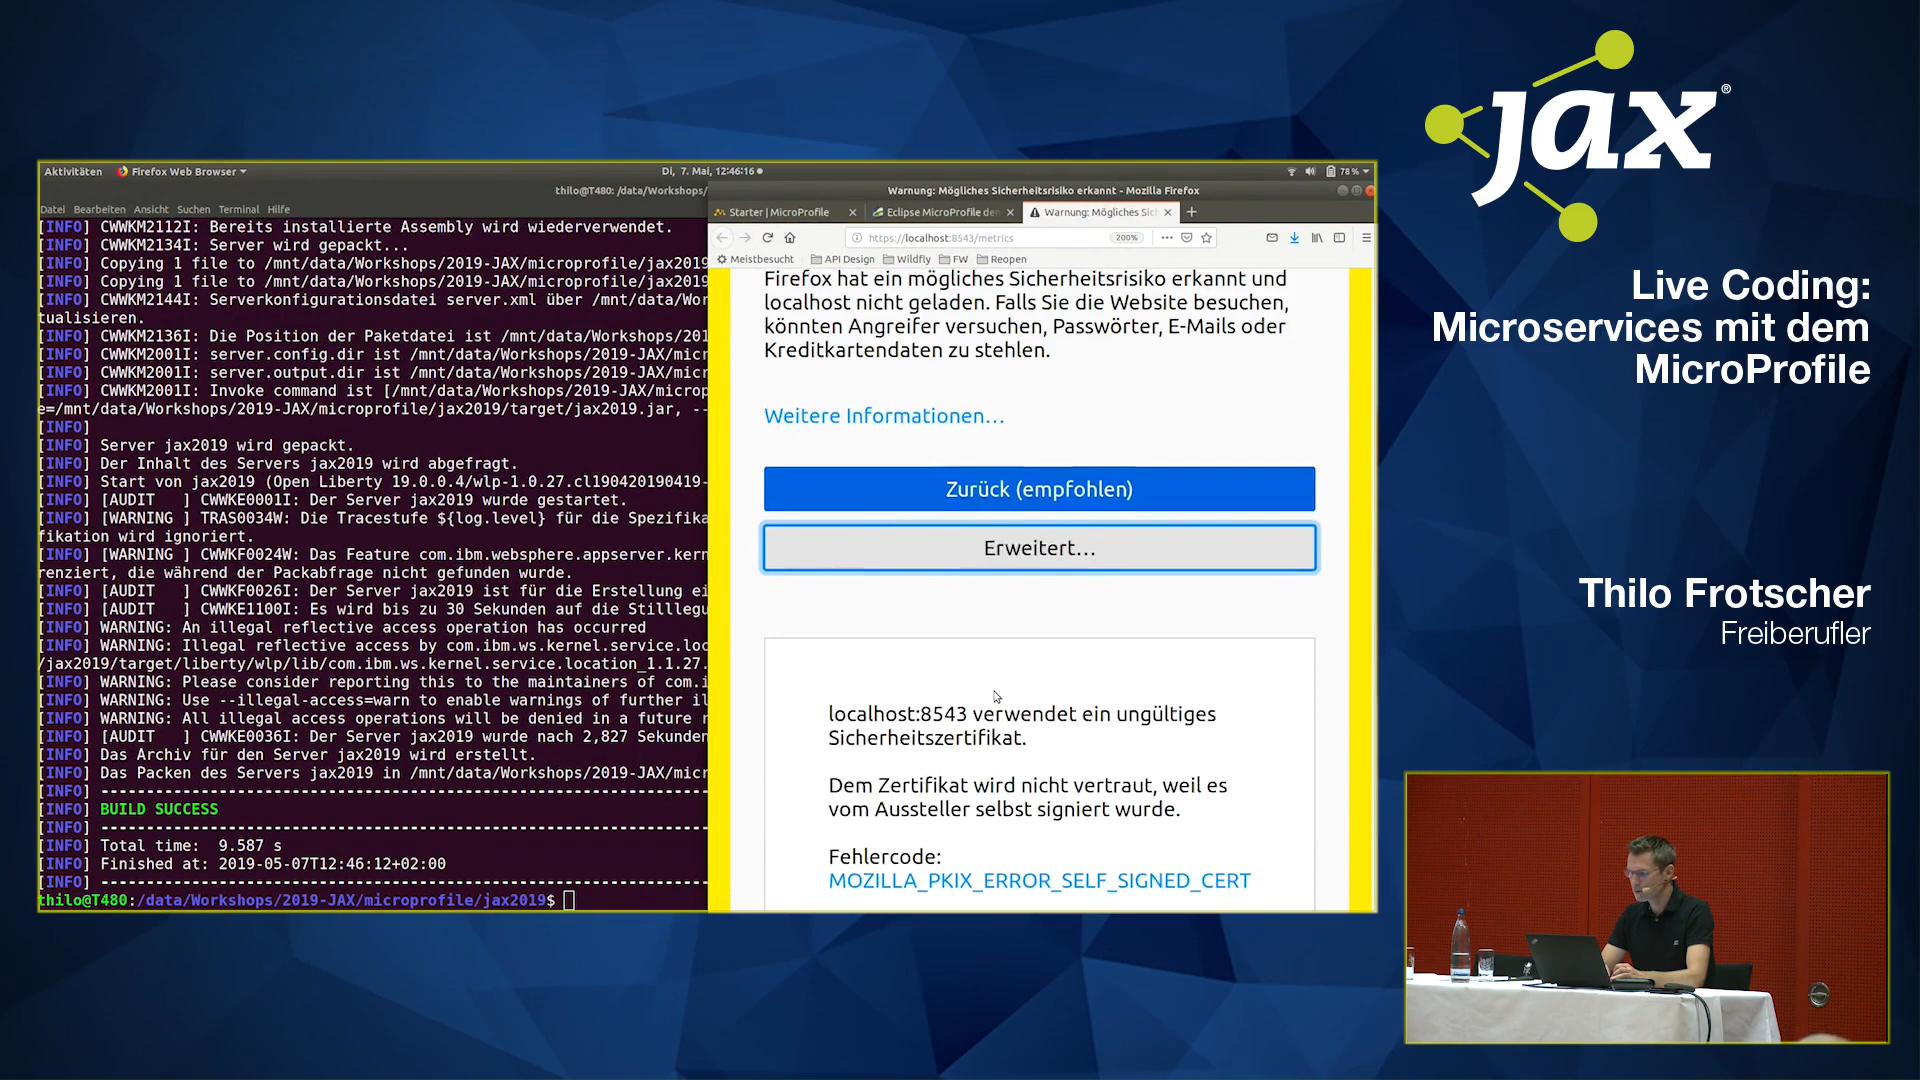 jax®
Live Coding:
Microservices mit dem
MicroProfile
Thilo Frotscher
Freiberufler
Aktivitäten Firefox Web Browser Di, 7. Mai, 12:46:16 78 %
thilo@T480: /data/Workshops/
Datei Bearbeiten Ansicht Suchen Terminal Hilfe
[INFO] CWWKM2112I: Bereits installierte Assembly wird wiederverwendet.
[INFO] CWWKM2134I: Server wird gepackt...
[INFO] Copying 1 file to /mnt/data/Workshops/2019-JAX/microprofile/jax2019
[INFO] Copying 1 file to /mnt/data/Workshops/2019-JAX/microprofile/jax2019
[INFO] CWWKM2144I: Serverkonfigurationsdatei server.xml über /mnt/data/Wor
tualisieren.
[INFO] CWWKM2136I: Die Position der Paketdatei ist /mnt/data/Workshops/201
[INFO] CWWKM2001I: server.config.dir ist /mnt/data/Workshops/2019-JAX/micr
[INFO] CWWKM2001I: server.output.dir ist /mnt/data/Workshops/2019-JAX/micr
[INFO] CWWKM2001I: Invoke command ist [/mnt/data/Workshops/2019-JAX/microp
e=/mnt/data/Workshops/2019-JAX/microprofile/jax2019/target/jax2019.jar, --
[INFO]
[INFO] Server jax2019 wird gepackt.
[INFO] Der Inhalt des Servers jax2019 wird abgefragt.
[INFO] Start von jax2019 (Open Liberty 19.0.0.4/wlp-1.0.27.cl190420190419-
[INFO] [AUDIT   ] CWWKE0001I: Der Server jax2019 wurde gestartet.
[INFO] [WARNING ] TRAS0034W: Die Tracestufe ${log.level} für die Spezifika
fikation wird ignoriert.
[INFO] [WARNING ] CWWKF0024W: Das Feature com.ibm.websphere.appserver.kern
renziert, die während der Packabfrage nicht gefunden wurde.
[INFO] [AUDIT   ] CWWKF0026I: Der Server jax2019 ist für die Erstellung ei
[INFO] [AUDIT   ] CWWKE1100I: Es wird bis zu 30 Sekunden auf die Stilllegu
[INFO] WARNING: An illegal reflective access operation has occurred
[INFO] WARNING: Illegal reflective access by com.ibm.ws.kernel.service.loc
/jax2019/target/liberty/wlp/lib/com.ibm.ws.kernel.service.location_1.1.27.
[INFO] WARNING: Please consider reporting this to the maintainers of com.i
[INFO] WARNING: Use --illegal-access=warn to enable warnings of further il
[INFO] WARNING: All illegal access operations will be denied in a future r
[INFO] [AUDIT   ] CWWKE0036I: Der Server jax2019 wurde nach 2,827 Sekunden
[INFO] Das Archiv für den Server jax2019 wird erstellt.
[INFO] Das Packen des Servers jax2019 in /mnt/data/Workshops/2019-JAX/micr
[INFO] ------------------------------------------------------------------------
[INFO] BUILD SUCCESS
[INFO] ------------------------------------------------------------------------
[INFO] Total time:  9.587 s
[INFO] Finished at: 2019-05-07T12:46:12+02:00
[INFO] ------------------------------------------------------------------------
thilo@T480:/data/Workshops/2019-JAX/microprofile/jax2019$
Warnung: Mögliches Sicherheitsrisiko erkannt - Mozilla Firefox
Starter | MicroProfile Eclipse MicroProfile den Warnung: Mögliches Sich
https://localhost:8543/metrics 200%
Meistbesucht API Design Wildfly FW Reopen
Firefox hat ein mögliches Sicherheitsrisiko erkannt und
localhost nicht geladen. Falls Sie die Website besuchen,
könnten Angreifer versuchen, Passwörter, E-Mails oder
Kreditkartendaten zu stehlen.
Weitere Informationen…
Zurück (empfohlen)
Erweitert…
localhost:8543 verwendet ein ungültiges
Sicherheitszertifikat.
Dem Zertifikat wird nicht vertraut, weil es
vom Aussteller selbst signiert wurde.
Fehlercode:
MOZILLA_PKIX_ERROR_SELF_SIGNED_CERT